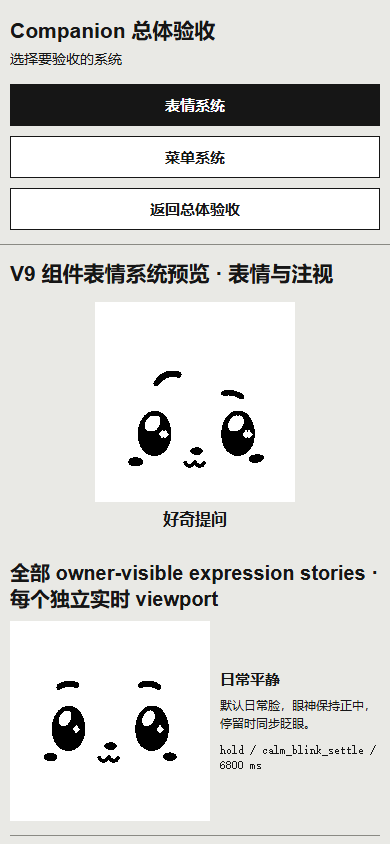 Companion 总体验收
选择要验收的系统
表情系统
菜单系统
返回总体验收
V9 组件表情系统预览 · 表情与注视
好奇提问
全部 owner-visible expression stories ·
每个独立实时 viewport
日常平静
默认日常脸，眼神保持正中，
停留时同步眨眼。
hold / calm_blink_settle /
6800 ms